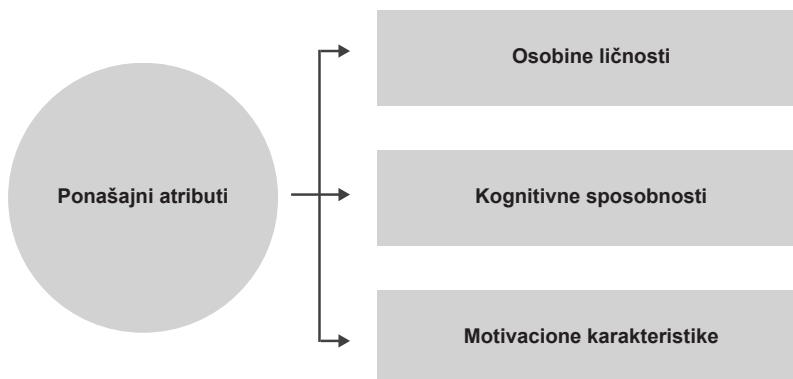 Osobine ličnosti
Ponašajni atributi
Kognitivne sposobnosti
Motivacione karakteristike